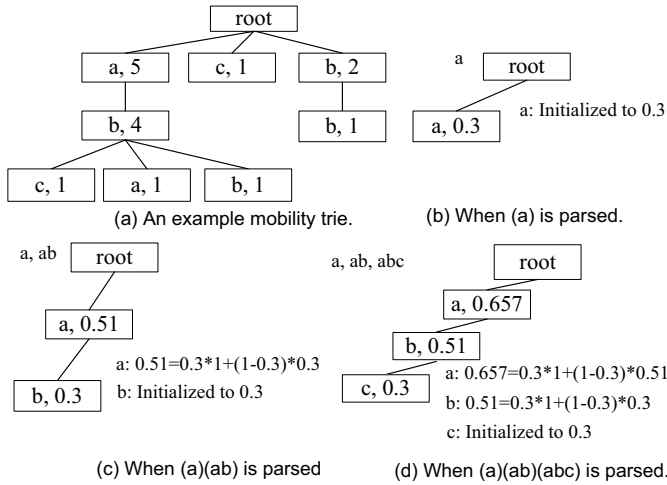 root
a, 5
c, 1
b, 2
b, 4
b, 1
c, 1
a, 1
b, 1
(a) An example mobility trie.
a
root
a: Initialized to 0.3
a, 0.3
(b) When (a) is parsed.
a, ab
root
a, 0.51
a: 0.51=0.3*1+(1-0.3)*0.3
b, 0.3
b: Initialized to 0.3
(c) When (a)(ab) is parsed
a, ab, abc
root
a, 0.657
b, 0.51
c, 0.3
a: 0.657=0.3*1+(1-0.3)*0.51
b: 0.51=0.3*1+(1-0.3)*0.3
c: Initialized to 0.3
(d) When (a)(ab)(abc) is parsed.